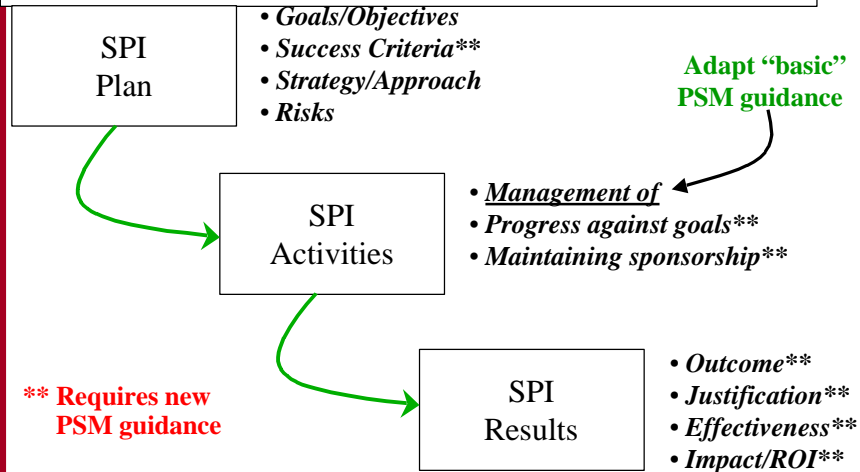 SPI
Plan
• Goals/Objectives
• Success Criteria**
• Strategy/Approach
• Risks
Adapt “basic”
PSM guidance
SPI
Activities
• Management of
• Progress against goals**
• Maintaining sponsorship**
** Requires new
PSM guidance
SPI
Results
• Outcome**
• Justification**
• Effectiveness**
• Impact/ROI**